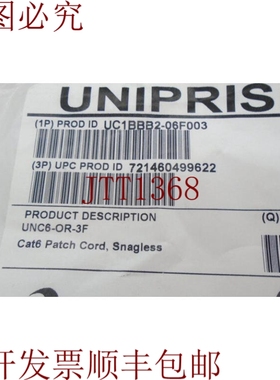 图必究
UNIPRIS
(1P) PROD ID UC1BBB2-06F003
(3P) UPC PROD ID 721460499622
JTT1368
PRODUCT DESCRIPTION
(Q)
UNC6-OR-3F
Cat6 Patch Cord, Snagless
开发票顺丰包邮